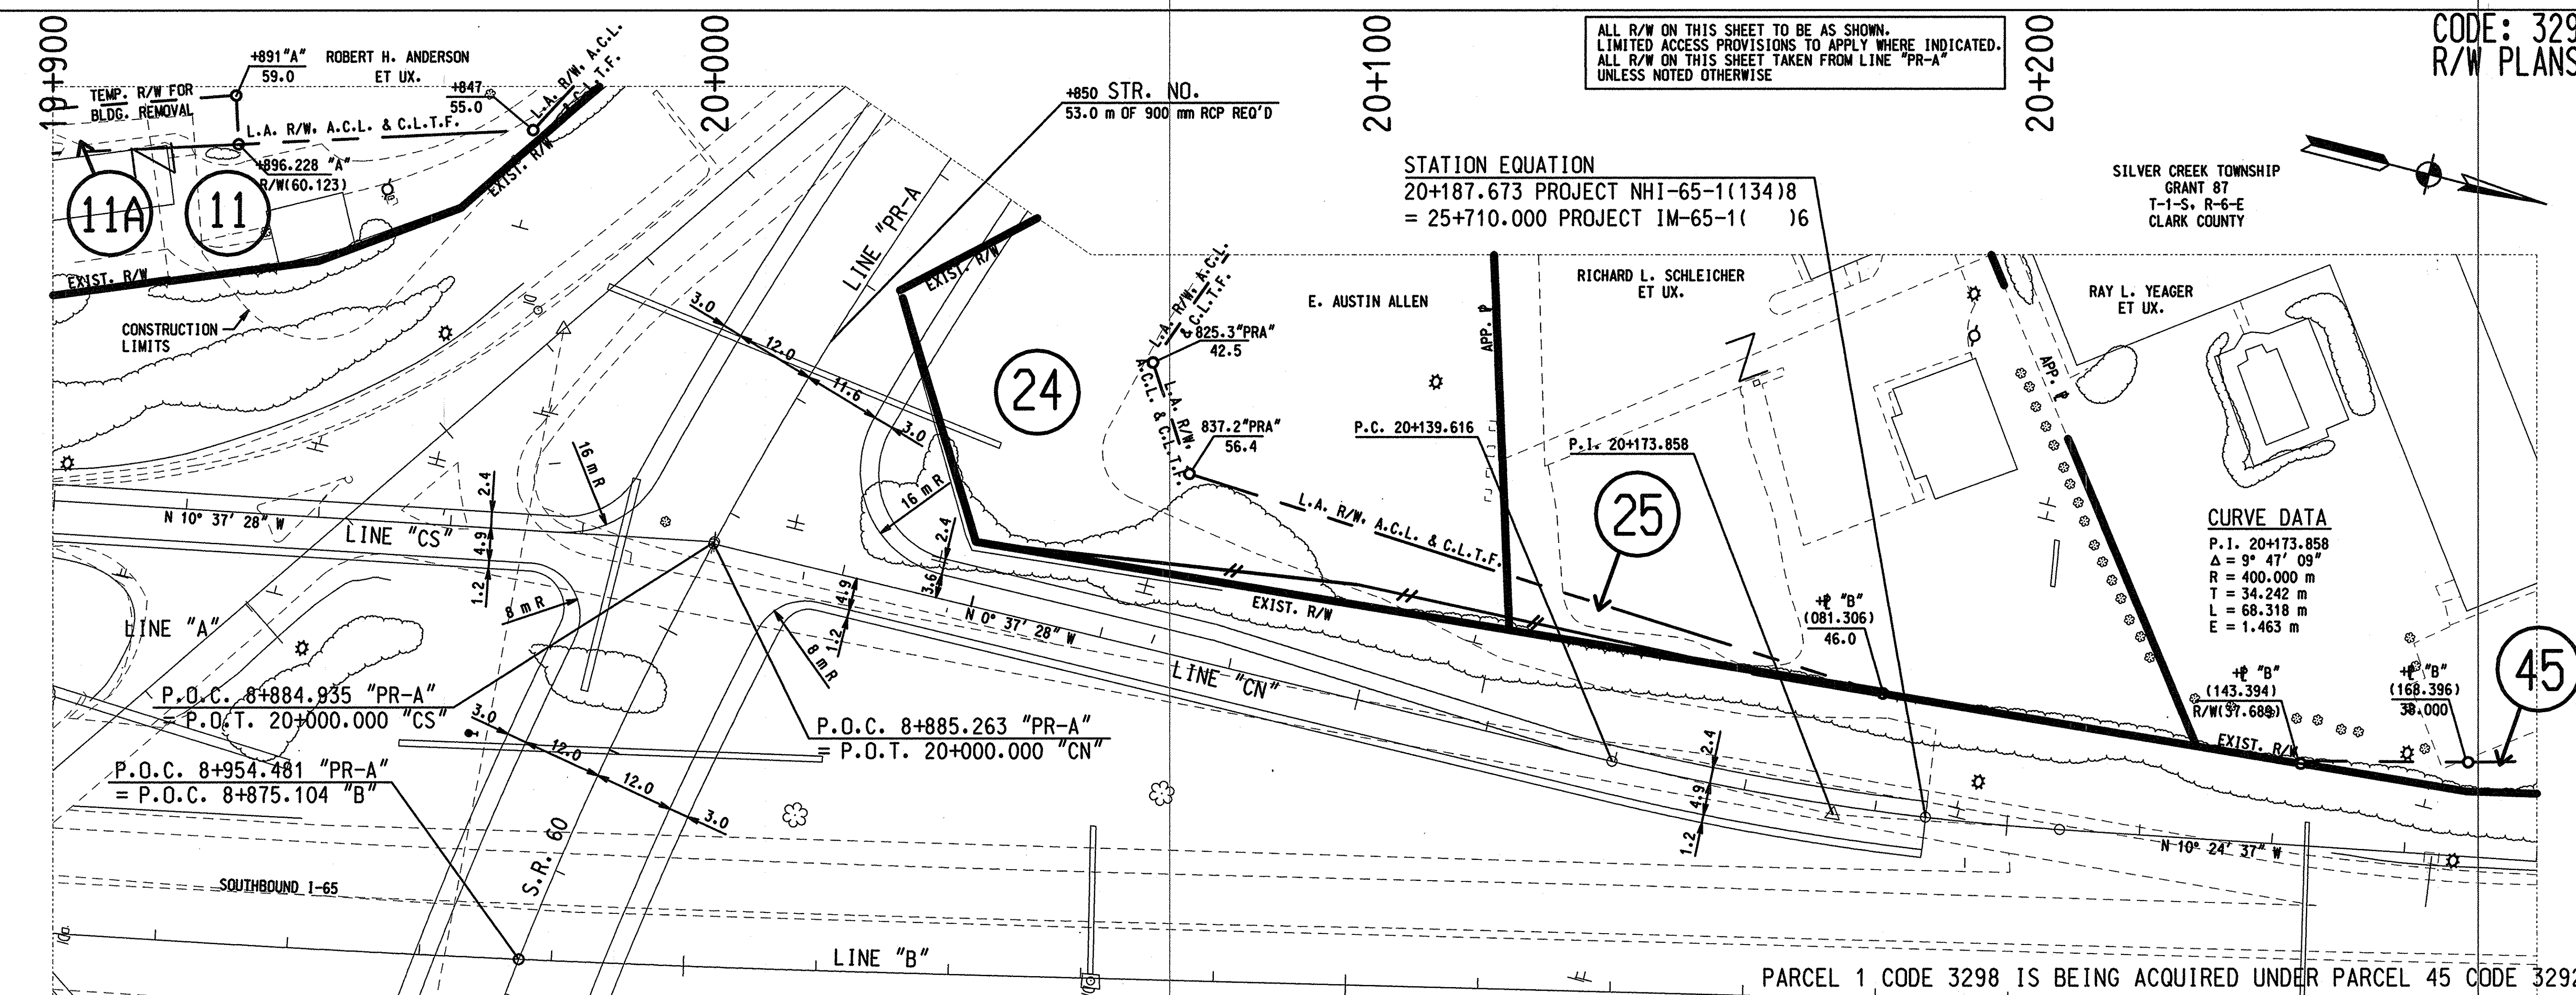 19+900
20+000
20+100
20+200
CODE: 329
R/W PLANS
ALL R/W ON THIS SHEET TO BE AS SHOWN.
LIMITED ACCESS PROVISIONS TO APPLY WHERE INDICATED.
ALL R/W ON THIS SHEET TAKEN FROM LINE "PR-A"
UNLESS NOTED OTHERWISE
+891"A"
59.0
ROBERT H. ANDERSON
ET UX.
TEMP. R/W FOR
BLDG. REMOVAL
+847
55.0
L.A. R/W, A.C.L.
& C.L.T.F.
L.A. R/W, A.C.L. & C.L.T.F.
+896.228 "A"
R/W(60.123)
11A
11
EXIST. R/W
EXIST. R/W
CONSTRUCTION
LIMITS
+850 STR. NO.
53.0 m OF 900 mm RCP REQ'D
STATION EQUATION
20+187.673 PROJECT NHI-65-1(134)8
= 25+710.000 PROJECT IM-65-1( )6
SILVER CREEK TOWNSHIP
GRANT 87
T-1-S, R-6-E
CLARK COUNTY
LINE "PR-A
EXIST. R/W
L.A. R/W, A.C.L.
& C.L.T.F.
E. AUSTIN ALLEN
RICHARD L. SCHLEICHER
ET UX.
RAY L. YEAGER
ET UX.
825.3"PRA"
42.5
L.A. R/W,
A.C.L. & C.L.T.F.
837.2"PRA"
56.4
24
3.0
12.0
11.6
3.0
APP. ⅊
APP. ⅊
P.C. 20+139.616
P.I. 20+173.858
25
L.A. R/W, A.C.L. & C.L.T.F.
16 m R
16 m R
2.4
4.9
1.2
N 10° 37' 28" W
LINE "CS"
8 m R
LINE "A"
2.4
3.6
4.9
1.2
8 m R
N 0° 37' 28" W
EXIST. R/W
LINE "CN"
+⅊ "B"
(081.306)
46.0
CURVE DATA
P.I. 20+173.858
Δ = 9° 47' 09"
R = 400.000 m
T = 34.242 m
L = 68.318 m
E = 1.463 m
+⅊ "B"
(143.394)
R/W(37.689)
+⅊ "B"
(168.396)
38.000
45
EXIST. R/W
P.O.C. 8+884.935 "PR-A"
= P.O.T. 20+000.000 "CS"
P.O.C. 8+885.263 "PR-A"
= P.O.T. 20+000.000 "CN"
P.O.C. 8+954.481 "PR-A"
= P.O.C. 8+875.104 "B"
3.0
12.0
12.0
3.0
2.4
4.9
1.2
N 10° 24' 37" W
S.R. 60
SOUTHBOUND I-65
LINE "B"
PARCEL 1 CODE 3298 IS BEING ACQUIRED UNDER PARCEL 45 CODE 3292